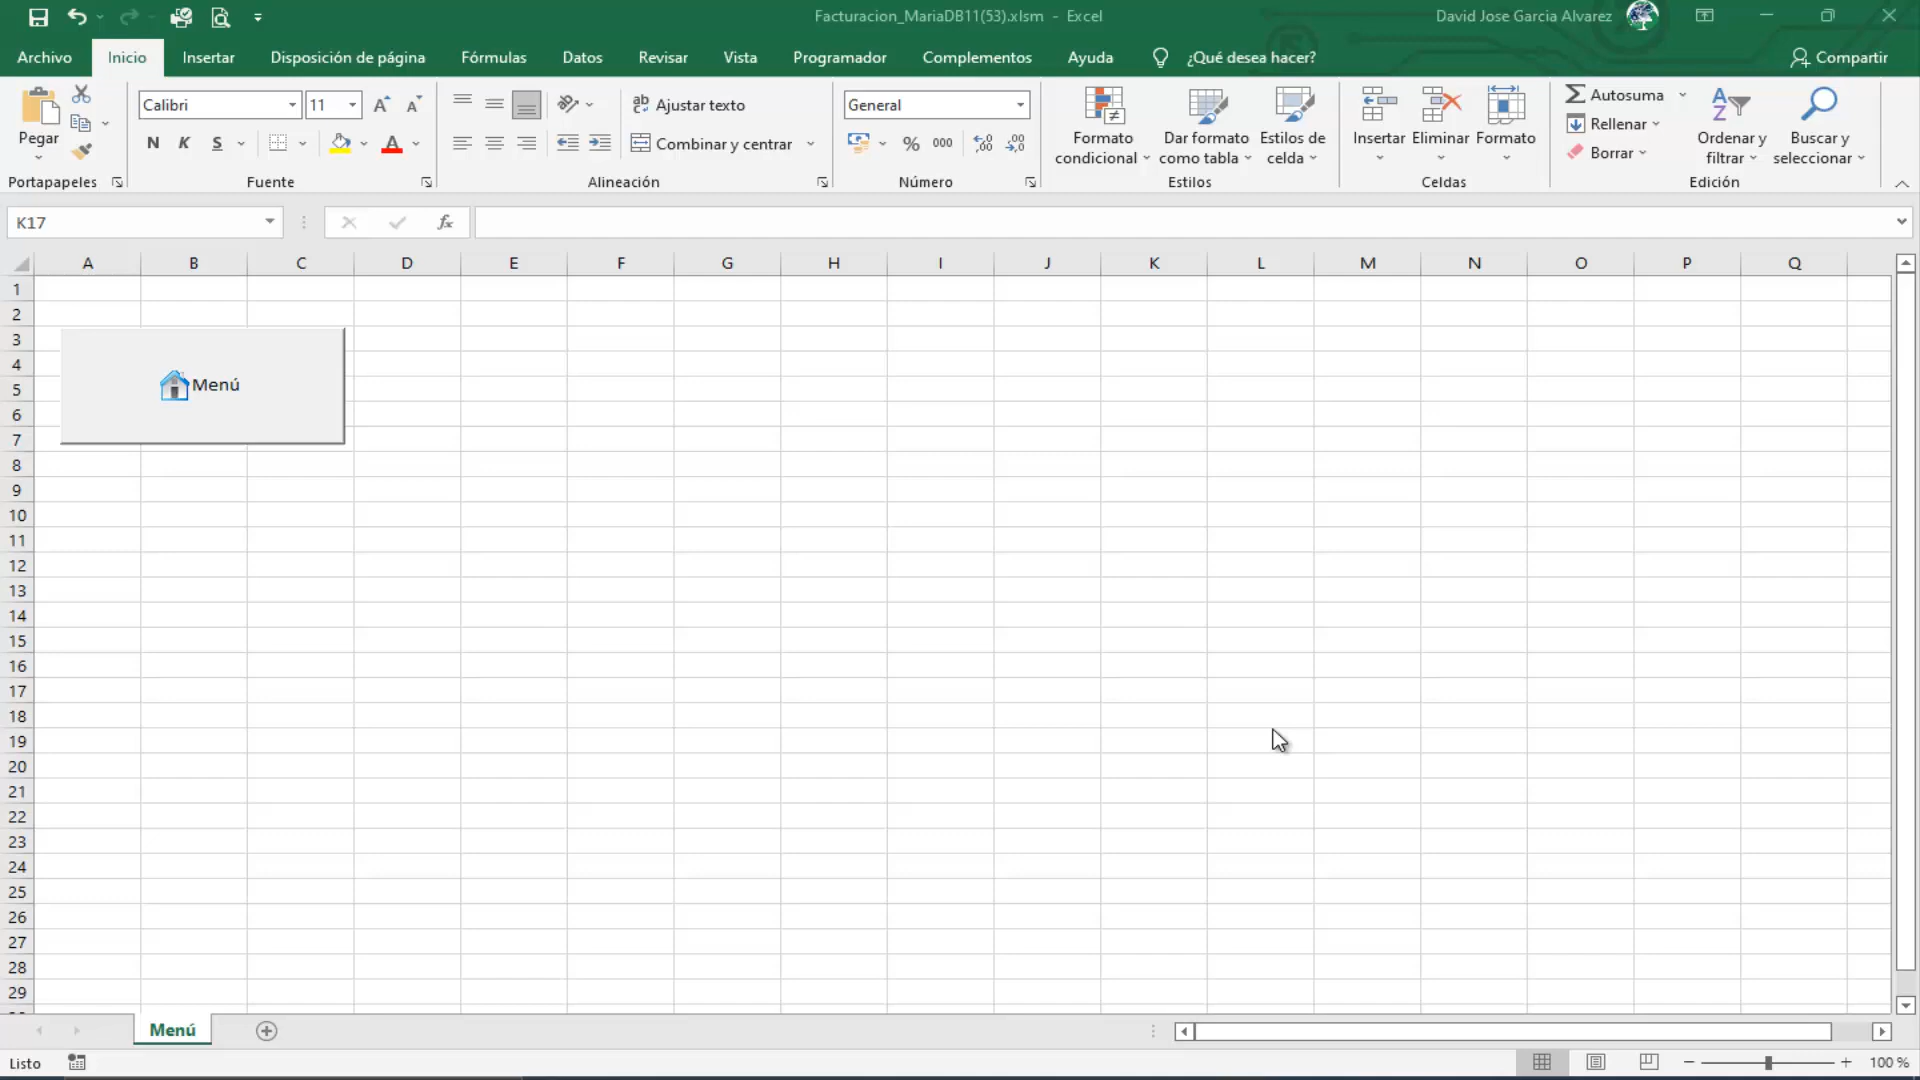 Facturacion_MariaDB11(53).xlsm - Excel
David Jose Garcia Alvarez
Archivo Inicio Insertar Disposición de página Fórmulas Datos Revisar Vista Programador Complementos Ayuda ¿Qué desea hacer? Compartir
Pegar
Portapapeles
Calibri 11
N K S A
Fuente
Ajustar texto
Combinar y centrar
Alineación
General
% 000
Número
Formato condicional
Dar formato como tabla
Estilos de celda
Estilos
Insertar Eliminar Formato
Celdas
Autosuma
Rellenar
Borrar
Ordenar y filtrar
Buscar y seleccionar
Edición
K17 fx
A B C D E F G H I J K L M N O P Q
1
2
3
4
5
6
7
8
9
10
11
12
13
14
15
16
17
18
19
20
21
22
23
24
25
26
27
28
29
Menú
Menú
Listo
100 %